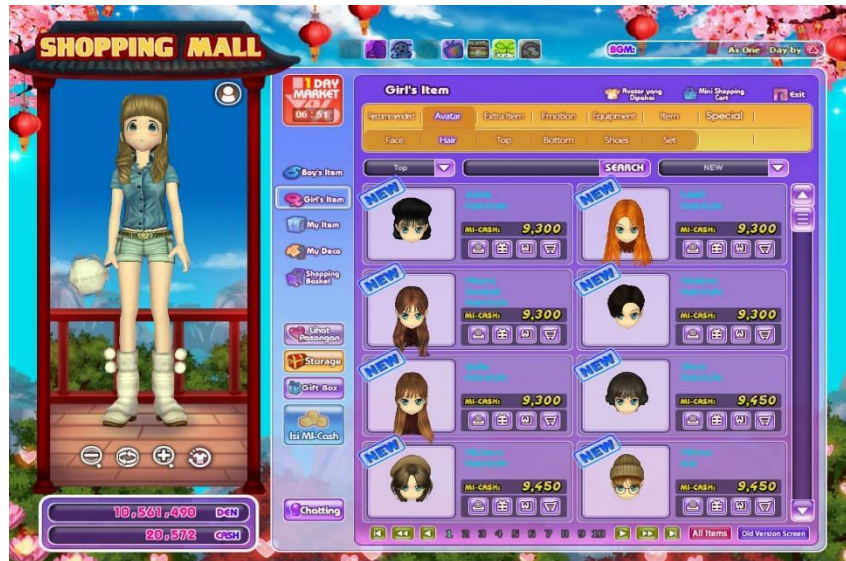 SHOPPING MALL
BGM: As One Day by
1 DAY
MARKET
06 : 51
Girl's Item
Avatar yang
Dipakai
Mini Shopping
Cart
Exit
Recommended Avatar Extra Item Emotion Equipment Item Special
Face Hair Top Bottom Shoes Set
Top SEARCH NEW
Boy's Item
Girl's Item
My Item
My Deco
Shopping
Basket
Lihat
Pasangan
Storage
Gift Box
Isi Mi-Cash
Chatting
NEW
MI-CASH: 9,300
NEW
MI-CASH: 9,300
NEW
MI-CASH: 9,300
NEW
MI-CASH: 9,300
NEW
MI-CASH: 9,300
NEW
MI-CASH: 9,450
NEW
MI-CASH: 9,450
NEW
MI-CASH: 9,450
10,561,490 DEN
20,572 CASH
1 2 3 4 5 6 7 8 9 10 All Items Old Version Screen